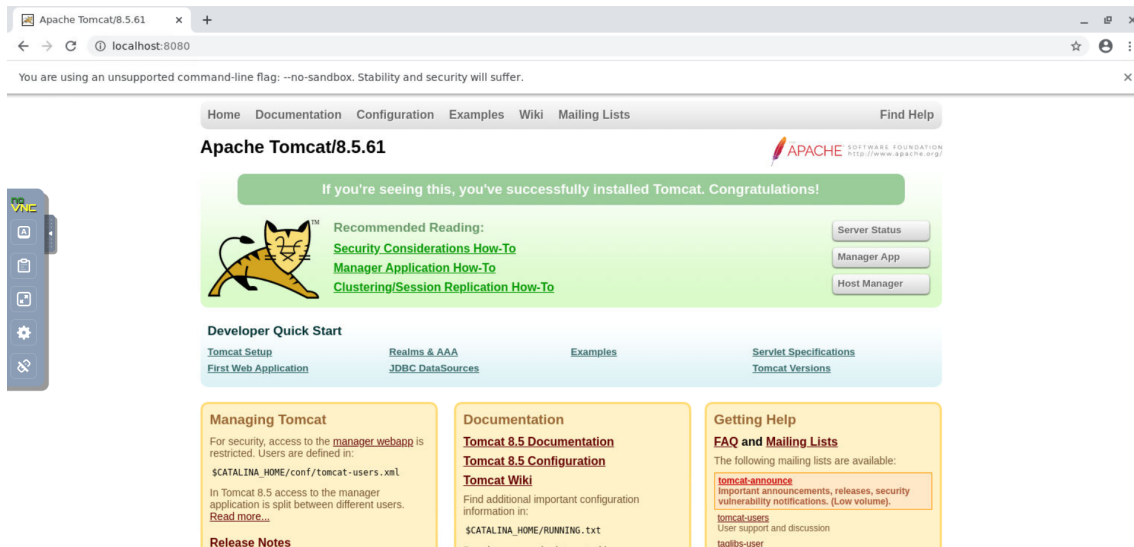 Apache Tomcat/8.5.61
localhost:8080
You are using an unsupported command-line flag: --no-sandbox. Stability and security will suffer.
Home Documentation Configuration Examples Wiki Mailing Lists Find Help
Apache Tomcat/8.5.61
APACHE SOFTWARE FOUNDATION
http://www.apache.org/
If you're seeing this, you've successfully installed Tomcat. Congratulations!
TM
Recommended Reading:
Security Considerations How-To
Manager Application How-To
Clustering/Session Replication How-To
Server Status
Manager App
Host Manager
no
VNC
A
Developer Quick Start
Tomcat Setup
First Web Application
Realms & AAA
JDBC DataSources
Examples
Servlet Specifications
Tomcat Versions
Managing Tomcat
For security, access to the manager webapp is
restricted. Users are defined in:
$CATALINA_HOME/conf/tomcat-users.xml
In Tomcat 8.5 access to the manager
application is split between different users.
Read more...
Release Notes
Documentation
Tomcat 8.5 Documentation
Tomcat 8.5 Configuration
Tomcat Wiki
Find additional important configuration
information in:
$CATALINA_HOME/RUNNING.txt
Getting Help
FAQ and Mailing Lists
The following mailing lists are available:
tomcat-announce
Important announcements, releases, security
vulnerability notifications. (Low volume).
tomcat-users
User support and discussion
taglibs-user